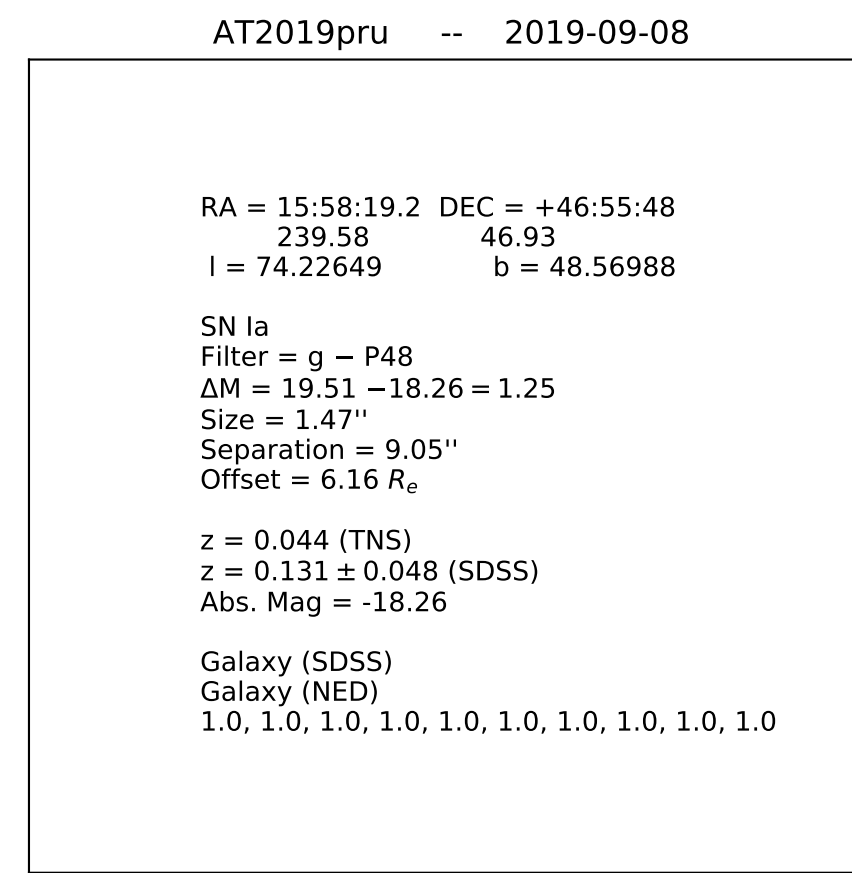 AT2019pru -- 2019-09-08
RA = 15:58:19.2 DEC = +46:55:48
239.58 46.93
l = 74.22649 b = 48.56988
SN Ia
Filter = g − P48
ΔM = 19.51 −18.26 = 1.25
Size = 1.47''
Separation = 9.05''
Offset = 6.16 Rₑ
z = 0.044 (TNS)
z = 0.131 ± 0.048 (SDSS)
Abs. Mag = -18.26
Galaxy (SDSS)
Galaxy (NED)
1.0, 1.0, 1.0, 1.0, 1.0, 1.0, 1.0, 1.0, 1.0, 1.0